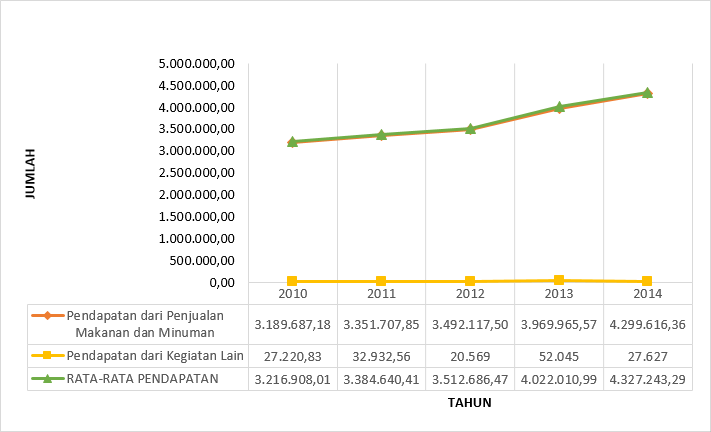 5.000.000,00
4.500.000,00
4.000.000,00
3.500.000,00
3.000.000,00
2.500.000,00
2.000.000,00
1.500.000,00
1.000.000,00
500.000,00
0,00
JUMLAH
2010 2011 2012 2013 2014
Pendapatan dari Penjualan
Makanan dan Minuman 3.189.687,18 3.351.707,85 3.492.117,50 3.969.965,57 4.299.616,36
Pendapatan dari Kegiatan Lain 27.220,83 32.932,56 20.569 52.045 27.627
RATA-RATA PENDAPATAN 3.216.908,01 3.384.640,41 3.512.686,47 4.022.010,99 4.327.243,29
TAHUN